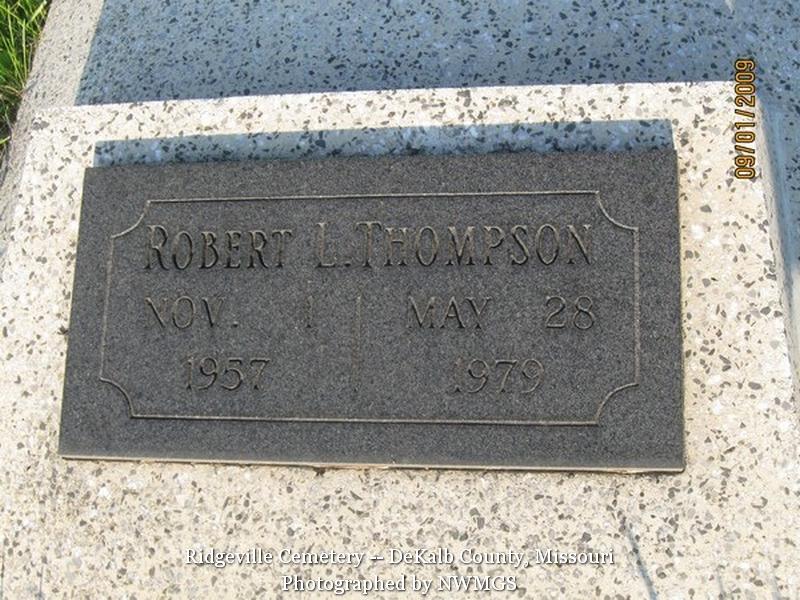 09/01/2009
ROBERT L. THOMPSON
NOV. 1 MAY 28
1957 1979
Ridgeville Cemetery -- DeKalb County, Missouri
Photographed by NWMGS